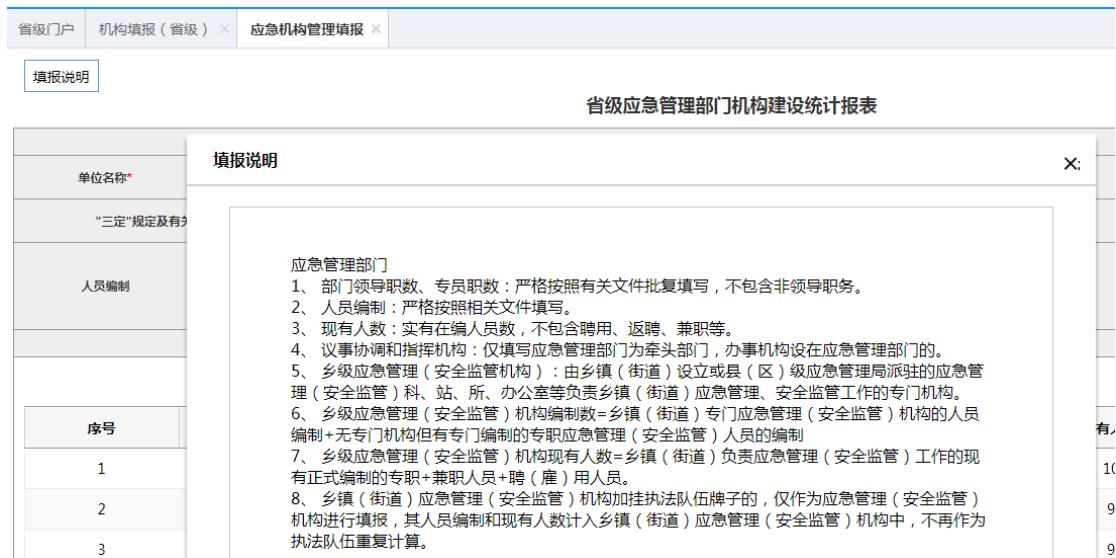 省级门户 机构填报（省级） × 应急机构管理填报 ×
填报说明
省级应急管理部门机构建设统计报表
填报说明
单位名称*
"三定"规定及有关
人员编制
应急管理部门
1、 部门领导职数、专员职数：严格按照有关文件批复填写，不包含非领导职务。
2、 人员编制：严格按照相关文件填写。
3、 现有人数：实有在编人员数，不包含聘用、返聘、兼职等。
4、 议事协调和指挥机构：仅填写应急管理部门为牵头部门，办事机构设在应急管理部门的。
5、 乡级应急管理（安全监管机构）：由乡镇（街道）设立或县（区）级应急管理局派驻的应急管
理（安全监管）科、站、所、办公室等负责乡镇（街道）应急管理、安全监管工作的专门机构。
6、 乡级应急管理（安全监管）机构编制数=乡镇（街道）专门应急管理（安全监管）机构的人员
编制+无专门机构但有专门编制的专职应急管理（安全监管）人员的编制
7、 乡级应急管理（安全监管）机构现有人数=乡镇（街道）负责应急管理（安全监管）工作的现
有正式编制的专职+兼职人员+聘（雇）用人员。
8、 乡镇（街道）应急管理（安全监管）机构加挂执法队伍牌子的，仅作为应急管理（安全监管）
机构进行填报，其人员编制和现有人数计入乡镇（街道）应急管理（安全监管）机构中，不再作为
执法队伍重复计算。
序号
有
1
10
2
9
3
9